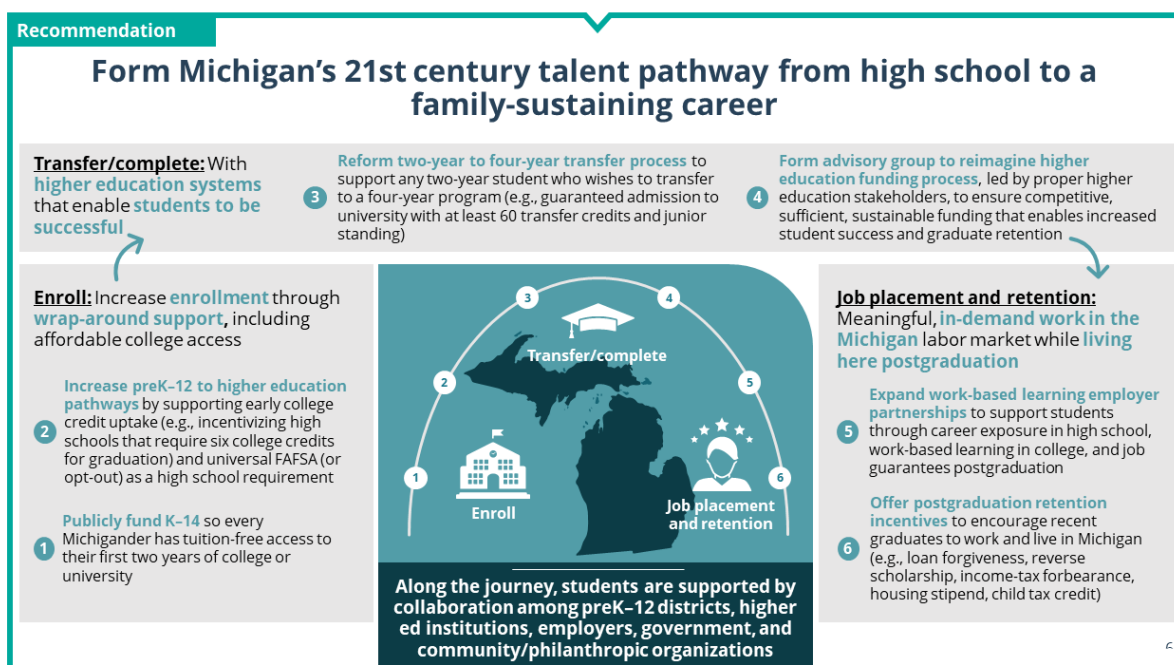 Recommendation
Form Michigan’s 21st century talent pathway from high school to a
family-sustaining career
Transfer/complete: With
higher education systems
that enable students to be
successful
3
Reform two-year to four-year transfer process to
support any two-year student who wishes to transfer
to a four-year program (e.g., guaranteed admission to
university with at least 60 transfer credits and junior
standing)
4
Form advisory group to reimagine higher
education funding process, led by proper higher
education stakeholders, to ensure competitive,
sufficient, sustainable funding that enables increased
student success and graduate retention
Enroll: Increase enrollment through
wrap-around support, including
affordable college access
2
Increase preK–12 to higher education
pathways by supporting early college
credit uptake (e.g., incentivizing high
schools that require six college credits
for graduation) and universal FAFSA (or
opt-out) as a high school requirement
1
Publicly fund K–14 so every
Michigander has tuition-free access to
their first two years of college or
university
1
2
3
4
5
6
Transfer/complete
Enroll
Job placement
and retention
Along the journey, students are supported by
collaboration among preK–12 districts, higher
ed institutions, employers, government, and
community/philanthropic organizations
Job placement and retention:
Meaningful, in-demand work in the
Michigan labor market while living
here postgraduation
5
Expand work-based learning employer
partnerships to support students
through career exposure in high school,
work-based learning in college, and job
guarantees postgraduation
6
Offer postgraduation retention
incentives to encourage recent
graduates to work and live in Michigan
(e.g., loan forgiveness, reverse
scholarship, income-tax forbearance,
housing stipend, child tax credit)